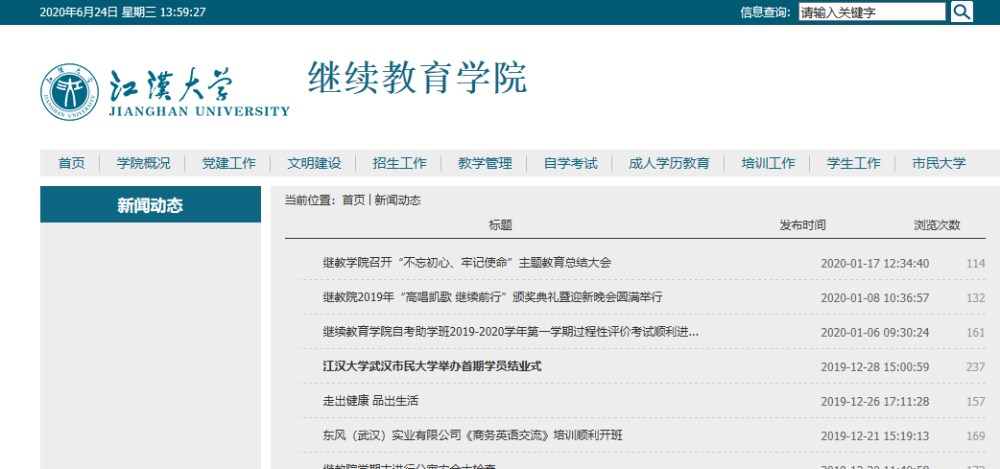 2020年6月24日 星期三 13:59:27 信息查询: 请输入关键字
江漢大学
JIANGHAN UNIVERSITY
继续教育学院
首页 学院概况 党建工作 文明建设 招生工作 教学管理 自学考试 成人学历教育 培训工作 学生工作 市民大学
新闻动态
当前位置：首页 | 新闻动态
标题 发布时间 浏览次数
继教学院召开“不忘初心、牢记使命”主题教育总结大会 2020-01-17 12:34:40 114
继教院2019年“高唱凯歌 继续前行”颁奖典礼暨迎新晚会圆满举行 2020-01-08 10:36:57 132
继续教育学院自考助学班2019-2020学年第一学期过程性评价考试顺利进... 2020-01-06 09:30:24 161
江汉大学武汉市民大学举办首期学员结业式 2019-12-28 15:00:59 237
走出健康 品出生活 2019-12-26 17:11:28 157
东风（武汉）实业有限公司《商务英语交流》培训顺利开班 2019-12-21 15:19:13 169